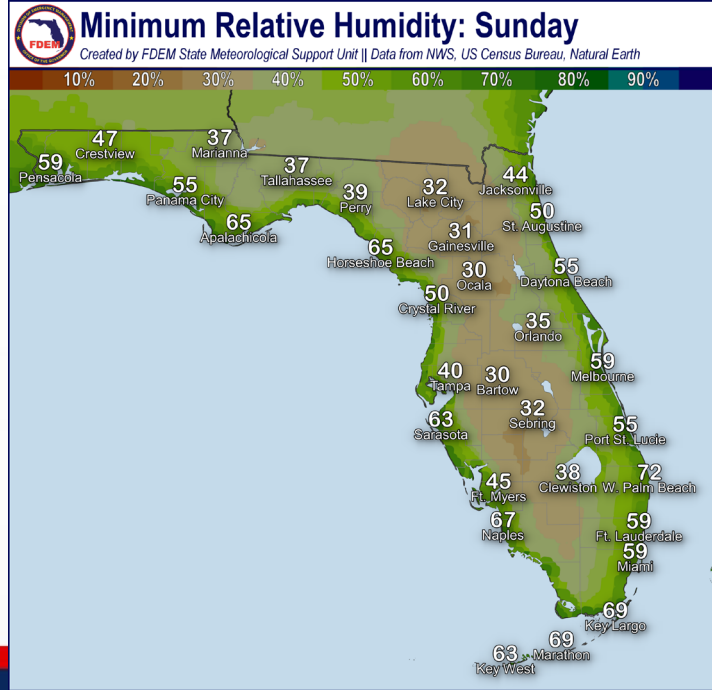 Minimum Relative Humidity: Sunday
Created by FDEM State Meteorological Support Unit || Data from NWS, US Census Bureau, Natural Earth
FDEM
10% 20% 30% 40% 50% 60% 70% 80% 90%
47
Crestview
37
Marianna
59
Pensacola
37
Tallahassee
44
Jacksonville
55
Panama City
39
Perry
32
Lake City
65
Apalachicola
50
St. Augustine
31
Gainesville
65
Horseshoe Beach
30
Ocala
55
Daytona Beach
50
Crystal River
35
Orlando
59
Melbourne
40
Tampa
30
Bartow
32
Sebring
63
Sarasota
55
Port St. Lucie
45
Ft. Myers
38
Clewiston
72
W. Palm Beach
67
Naples
59
Ft. Lauderdale
59
Miami
69
Key Largo
69
Marathon
63
Key West